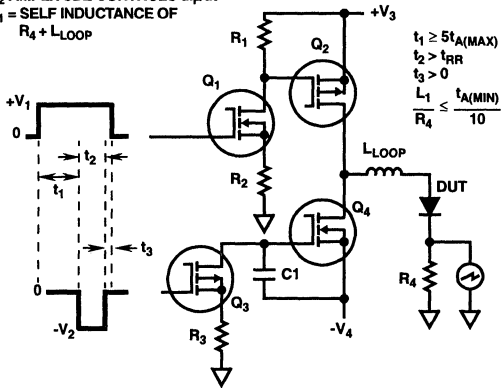 1 = SELF INDUCTANCE OF
R4 + LLOOP
+V3
R1
Q2
t1 ≥ 5tA(MAX)
t2 > tRR
t3 > 0
L1
R4
≤
tA(MIN)
10
Q1
+V1
0
t2
t1
R2
LLOOP
DUT
Q4
t3
C1
R4
0
Q3
-V2
R3
-V4